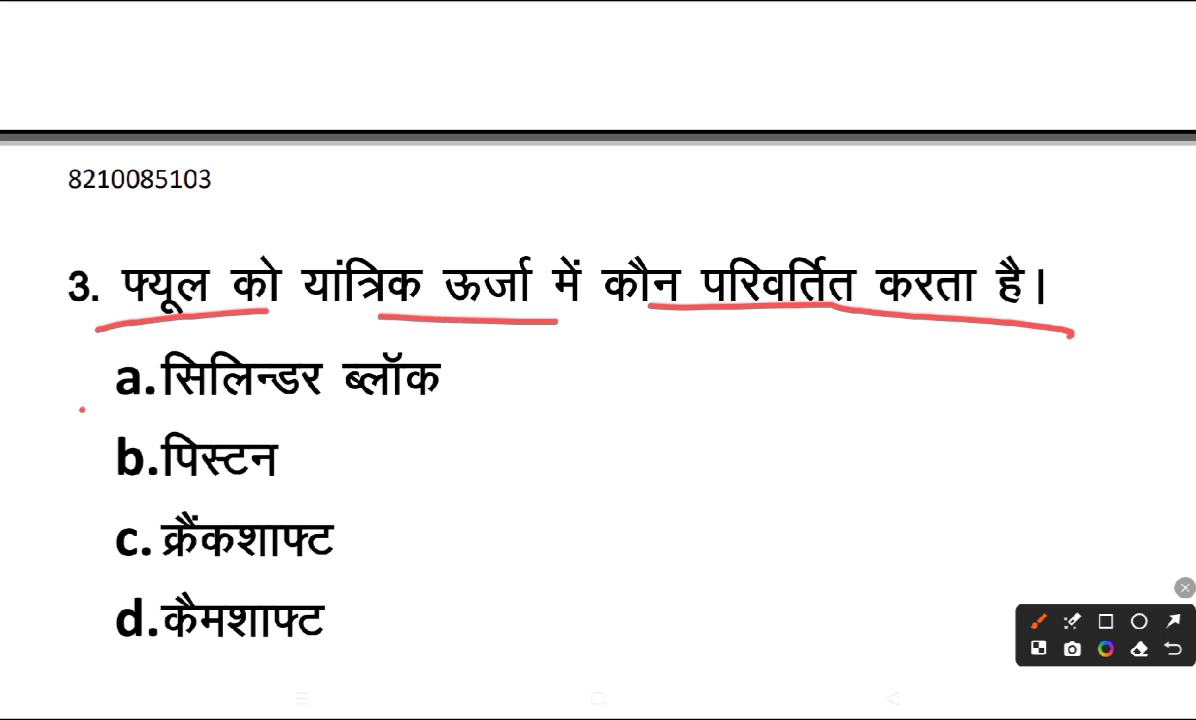 8210085103
3. फ्यूल को यांत्रिक ऊर्जा में कौन परिवर्तित करता है।
a. सिलिन्डर ब्लॉक
b. पिस्टन
c. क्रैंकशाफ्ट
d. कैमशाफ्ट